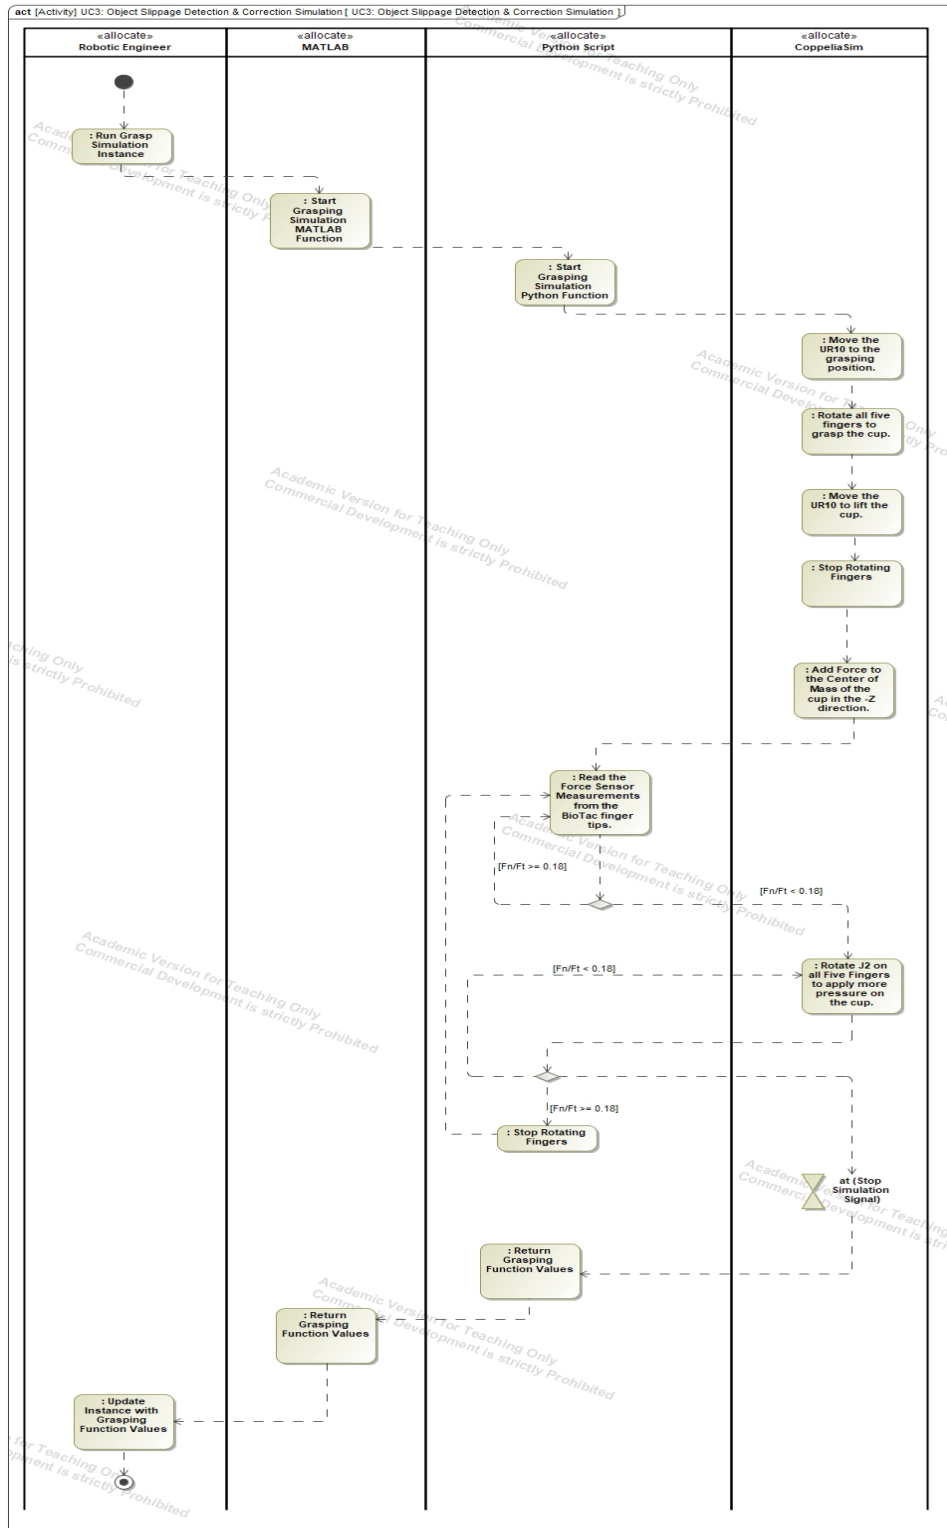 act [Activity] UC3: Object Slippage Detection & Correction Simulation [ UC3: Object Slippage Detection & Correction Simulation ]
«allocate»
Robotic Engineer
«allocate»
MATLAB
«allocate»
Python Script
«allocate»
CoppeliaSim
: Run Grasp
Simulation
Instance
: Start
Grasping
Simulation
MATLAB
Function
: Start
Grasping
Simulation
Python Function
: Move the
UR10 to the
grasping
position.
: Rotate all five
fingers to
grasp the cup.
: Move the
UR10 to lift the
cup.
: Stop Rotating
Fingers
: Add Force to
the Center of
Mass of the
cup in the -Z
direction.
: Read the
Force Sensor
Measurements
from the
BioTac finger
tips.
[Fn/Ft >= 0.18]
[Fn/Ft < 0.18]
: Rotate J2 on
all Five Fingers
to apply more
pressure on
the cup.
[Fn/Ft < 0.18]
[Fn/Ft >= 0.18]
: Stop Rotating
Fingers
at (Stop
Simulation
Signal)
: Return
Grasping
Function Values
: Return
Grasping
Function Values
: Update
Instance with
Grasping
Function Values
Academic Version for Teaching Only
Commercial Development is strictly Prohibited